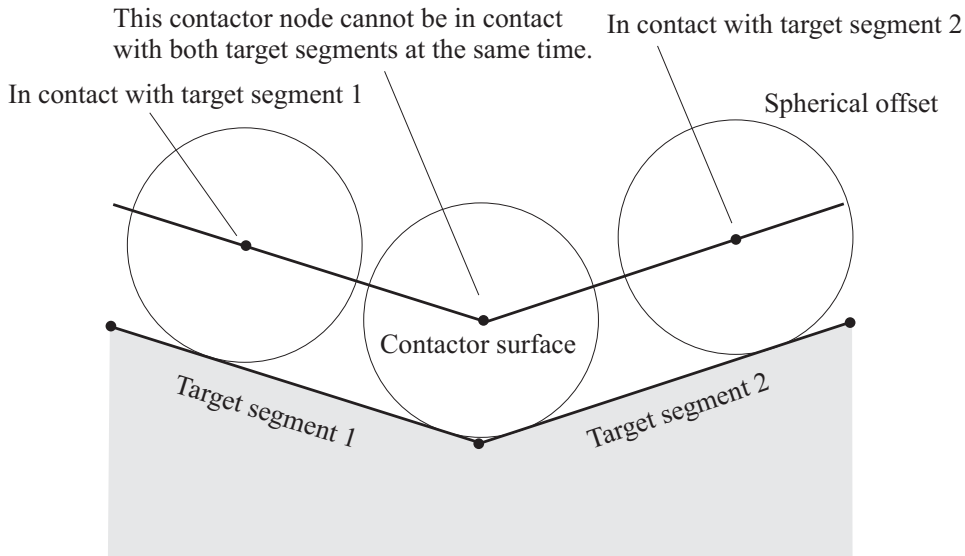 This contactor node cannot be in contact
with both target segments at the same time.
In contact with target segment 2
In contact with target segment 1
Spherical offset
Contactor surface
Target segment 1
Target segment 2